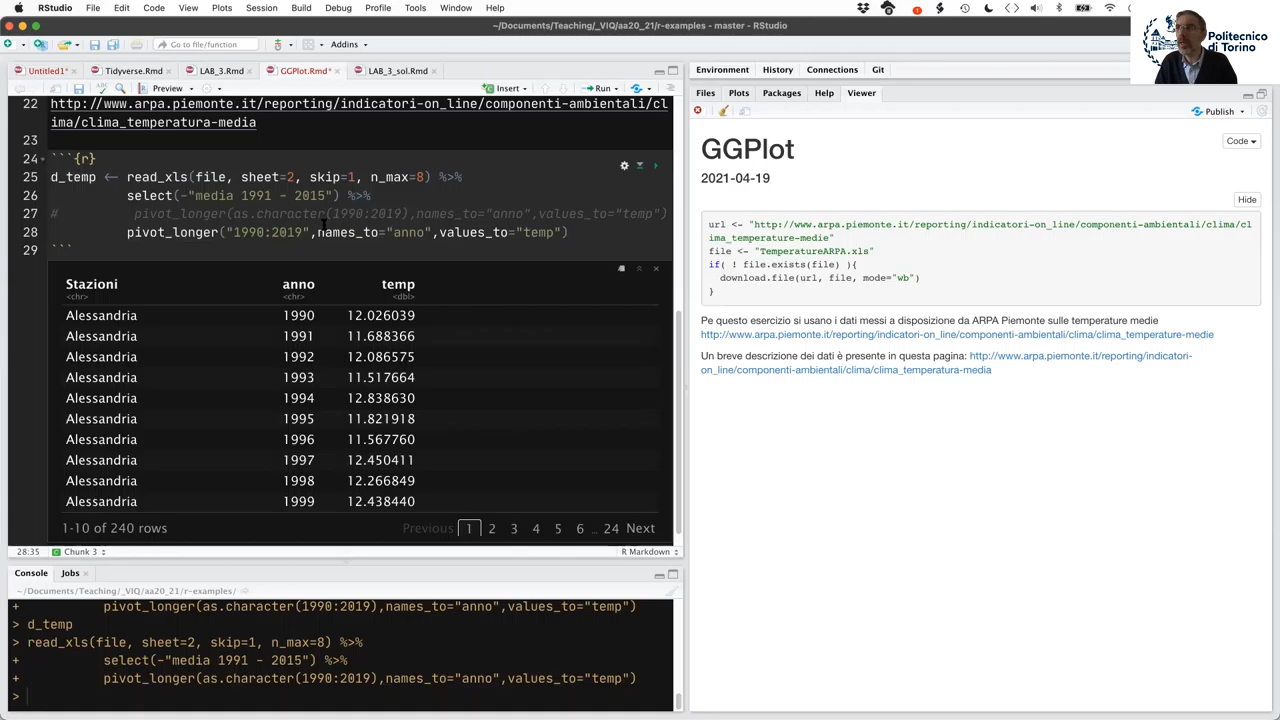 RStudio File Edit Code View Plots Session Build Debug Profile Tools Window Help
~/Documents/Teaching/_VIQ/aa20_21/r-examples - master - RStudio
Politecnico
di Torino
Go to file/function Addins
Untitled1* Tidyverse.Rmd LAB_3.Rmd GGPlot.Rmd* LAB_3_sol.Rmd
Preview Insert Run
22 http://www.arpa.piemonte.it/reporting/indicatori-on_line/componenti-ambientali/cl
ima/clima_temperatura-media
23
24 ```{r}
25 d_temp <- read_xls(file, sheet=2, skip=1, n_max=8) %>%
26 select(-"media 1991 - 2015") %>%
27 # pivot_longer(as.character(1990:2019),names_to="anno",values_to="temp")
28 pivot_longer("1990:2019",names_to="anno",values_to="temp")
29 ```
Stazioni anno temp
<chr> <chr> <dbl>
Alessandria 1990 12.026039
Alessandria 1991 11.688366
Alessandria 1992 12.086575
Alessandria 1993 11.517664
Alessandria 1994 12.838630
Alessandria 1995 11.821918
Alessandria 1996 11.567760
Alessandria 1997 12.450411
Alessandria 1998 12.266849
Alessandria 1999 12.438440
1-10 of 240 rows Previous 1 2 3 4 5 6 ... 24 Next
28:35 Chunk 3 R Markdown
Console Jobs
~/Documents/Teaching/_VIQ/aa20_21/r-examples/
+ pivot_longer(as.character(1990:2019),names_to="anno",values_to="temp")
> d_temp
> read_xls(file, sheet=2, skip=1, n_max=8) %>%
+ select(-"media 1991 - 2015") %>%
+ pivot_longer(as.character(1990:2019),names_to="anno",values_to="temp")
>
Environment History Connections Git
Files Plots Packages Help Viewer
Publish
GGPlot
Code
2021-04-19
Hide
url <- "http://www.arpa.piemonte.it/reporting/indicatori-on_line/componenti-ambientali/clima/cl
ima_temperature-medie"
file <- "TemperatureARPA.xls"
if( ! file.exists(file) ){
download.file(url, file, mode="wb")
}
Pe questo esercizio si usano i dati messi a disposizione da ARPA Piemonte sulle temperature medie
http://www.arpa.piemonte.it/reporting/indicatori-on_line/componenti-ambientali/clima/clima_temperature-medie
Un breve descrizione dei dati è presente in questa pagina: http://www.arpa.piemonte.it/reporting/indicatori-
on_line/componenti-ambientali/clima/clima_temperatura-media